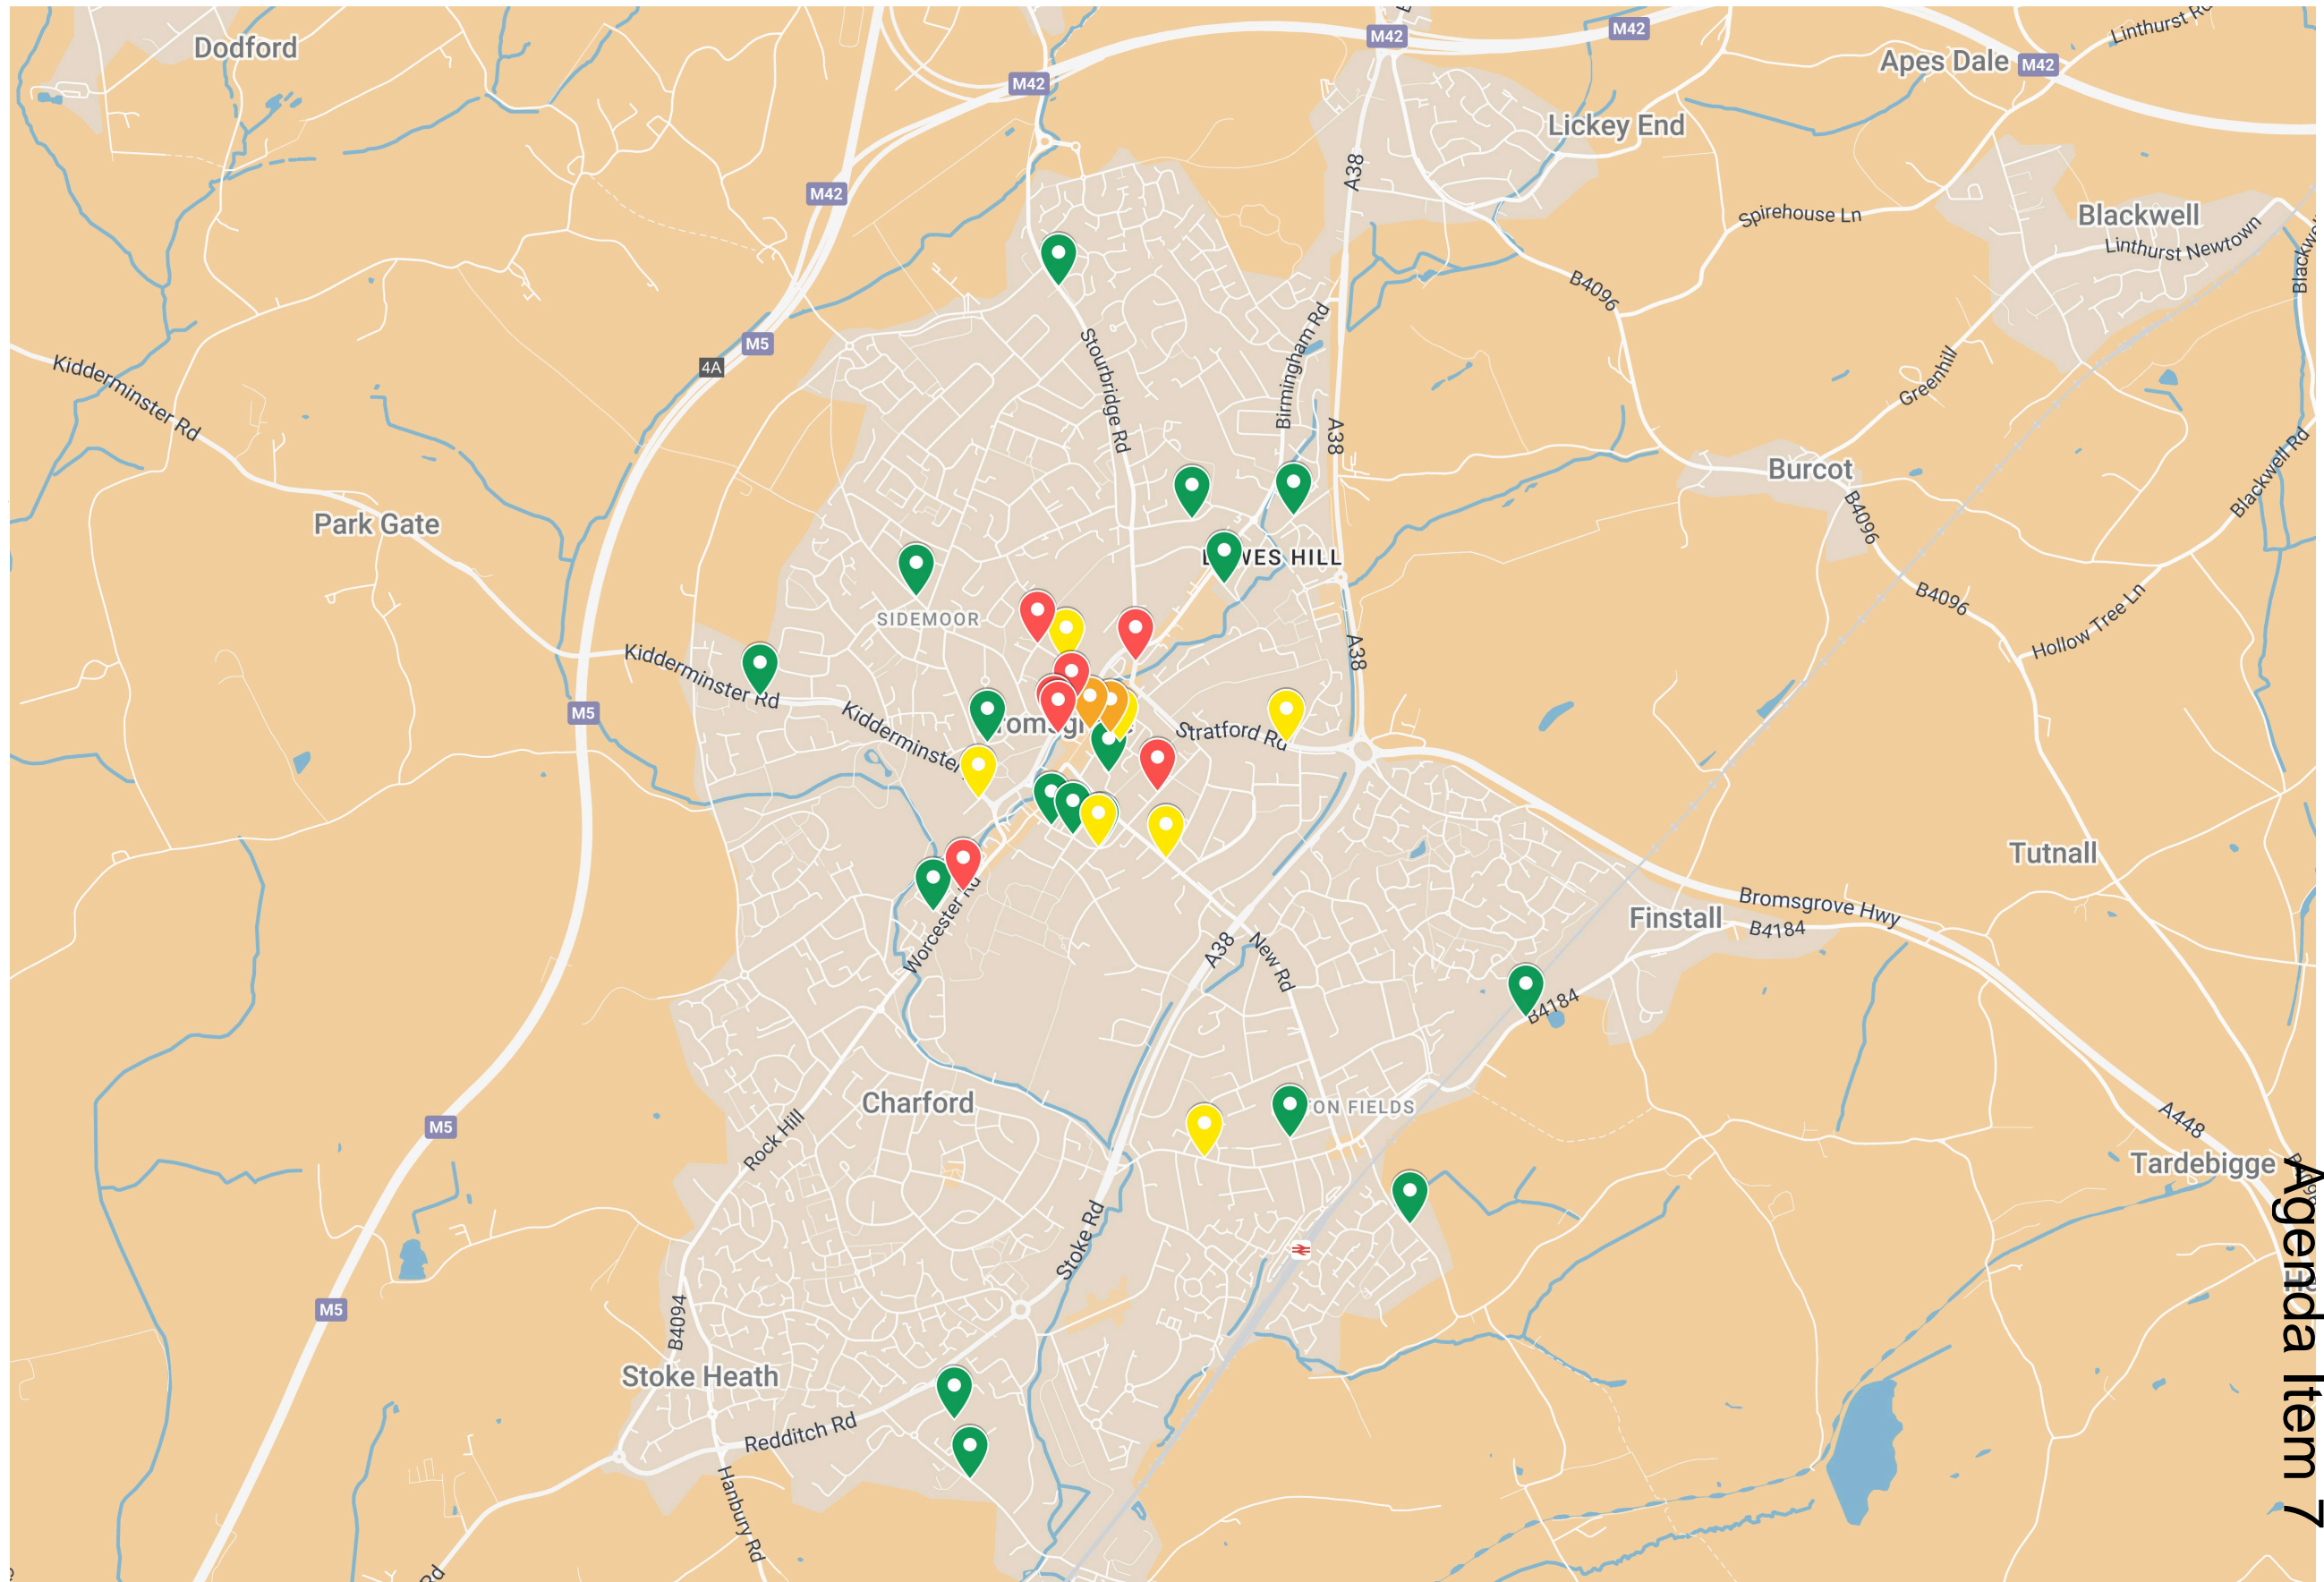 Dodford
M42
M42
M42
Linthurst Rd
Apes Dale
M42
M42
Lickey End
A38
M42
Spirehouse Ln
Blackwell
Linthurst Newtown
B4096
Stourbridge Rd
Birmingham Rd
M5
4A
Kidderminster Rd
Greenhill
A38
Blackwell Rd
Burcot
B4096
Park Gate
HILL
SIDEMOOR
B4096
Hollow Tree Ln
Kidderminster Rd
A38
M5
Kidderminster
Stratford Rd
Tutnall
Worcester Rd
Bromsgrove Hwy
Finstall
B4184
A38
New Rd
B4184
Charford
FIELDS
Rock Hill
M5
A448
Tardebigge
Agenda Item 7
Stoke Rd
M5
B4094
Stoke Heath
Redditch Rd
Hanbury Rd
Rd